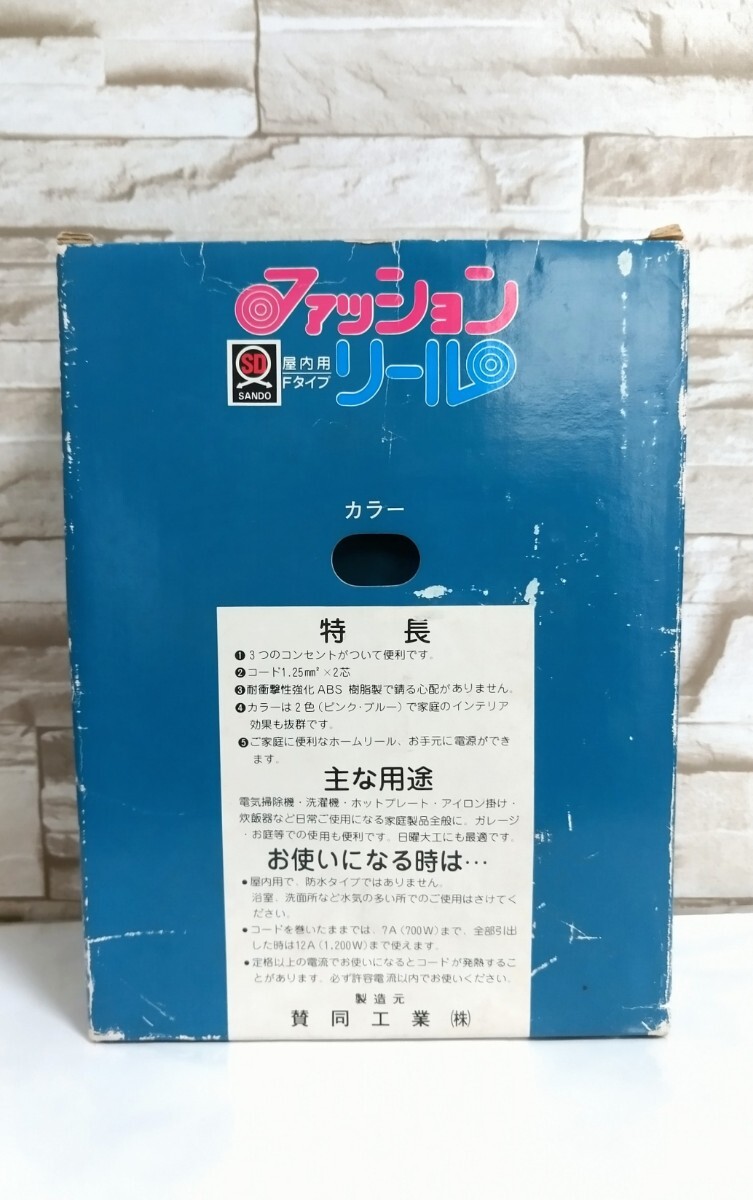 ファッション
リール
SD
SANDO
屋内用
Fタイプ
カラー
特 長
❶3つのコンセントがついて便利です。
❷コード1.25mm²×2芯
❸耐衝撃性強化ABS 樹脂製で錆る心配がありません。
❹カラーは2色(ピンク・ブルー)で家庭のインテリア
効果も抜群です。
❺ご家庭に便利なホームリール、お手元に電源ができ
ます。
主な用途
電気掃除機・洗濯機・ホットプレート・アイロン掛け・
炊飯器など日常ご使用になる家庭製品全般に。ガレージ
・お庭等での使用も便利です。日曜大工にも最適です。
お使いになる時は…
●屋内用で、防水タイプではありません。
浴室、洗面所など水気の多い所でのご使用はさけてく
ださい。
●コードを巻いたままでは、7A(700W)まで、全部引出
した時は12A(1,200W)まで使えます。
●定格以上の電流でお使いになるとコードが発熱するこ
とがあります。必ず許容電流以内でお使いください。
製造元
賛同工業㈱